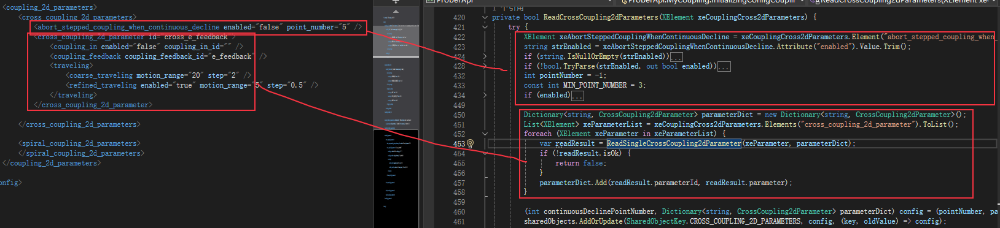 <coupling_2d_parameters>
<cross_coupling_2d_parameters>
<abort_stepped_coupling_when_continuous_decline enabled="false" point_number="5" />
<cross_coupling_2d_parameter id="cross_e_feedback">
<coupling_in enabled="false" coupling_in_id="" />
<coupling_feedback coupling_feedback_id="e_feedback" />
<traveling>
<coarse_traveling motion_range="20" step="2" />
<refined_traveling enabled="true" motion_range="5" step="0.5" />
</traveling>
</cross_coupling_2d_parameter>
</cross_coupling_2d_parameters>
<spiral_coupling_2d_parameters>
</spiral_coupling_2d_parameters>
</coupling_2d_parameters>
onfig>
ProberApi
ProberApi.MyCoupling.InitializingConfigCoupli
ReadCrossCoupling2dParameters(XElement xeC
1 个引用
420 private bool ReadCrossCoupling2dParameters(XElement xeCouplingCross2dParameters) {
421 try {
422 XElement xeAbortSteppedCouplingWhenContinuousDecline = xeCouplingCross2dParameters.Element("abort_stepped_coupling_when_
423 string strEnabled = xeAbortSteppedCouplingWhenContinuousDecline.Attribute("enabled").Value.Trim();
424 if (string.IsNullOrEmpty(strEnabled))...
428 if (!bool.TryParse(strEnabled, out bool enabled))...
432 int pointNumber = -1;
433 const int MIN_POINT_NUMBER = 3;
434 if (enabled)...
449
450 Dictionary<string, CrossCoupling2dParameter> parameterDict = new Dictionary<string, CrossCoupling2dParameter>();
451 List<XElement> xeParameterList = xeCouplingCross2dParameters.Elements("cross_coupling_2d_parameter").ToList();
452 foreach (XElement xeParameter in xeParameterList) {
453 var readResult = ReadSingleCrossCoupling2dParameter(xeParameter, parameterDict);
454 if (!readResult.isOk) {
455 return false;
456 }
457 parameterDict.Add(readResult.parameterId, readResult.parameter);
458 }
459
460 (int continuousDeclinePointNumber, Dictionary<string, CrossCoupling2dParameter> parameterDict) config = (pointNumber, pa
461 sharedObjects.AddOrUpdate(SharedObjectKey.CROSS_COUPLING_2D_PARAMETERS, config, (key, oldValue) => config);